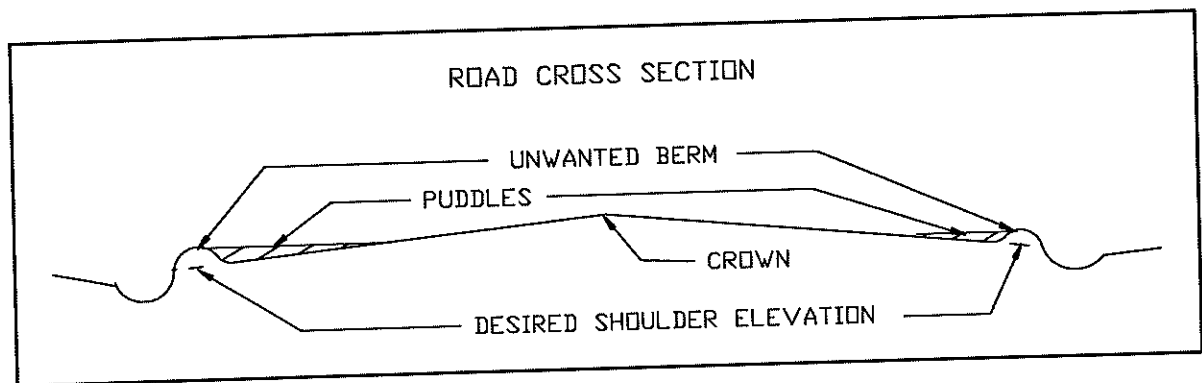 ROAD CROSS SECTION
UNWANTED BERM
PUDDLES
CROWN
DESIRED SHOULDER ELEVATION